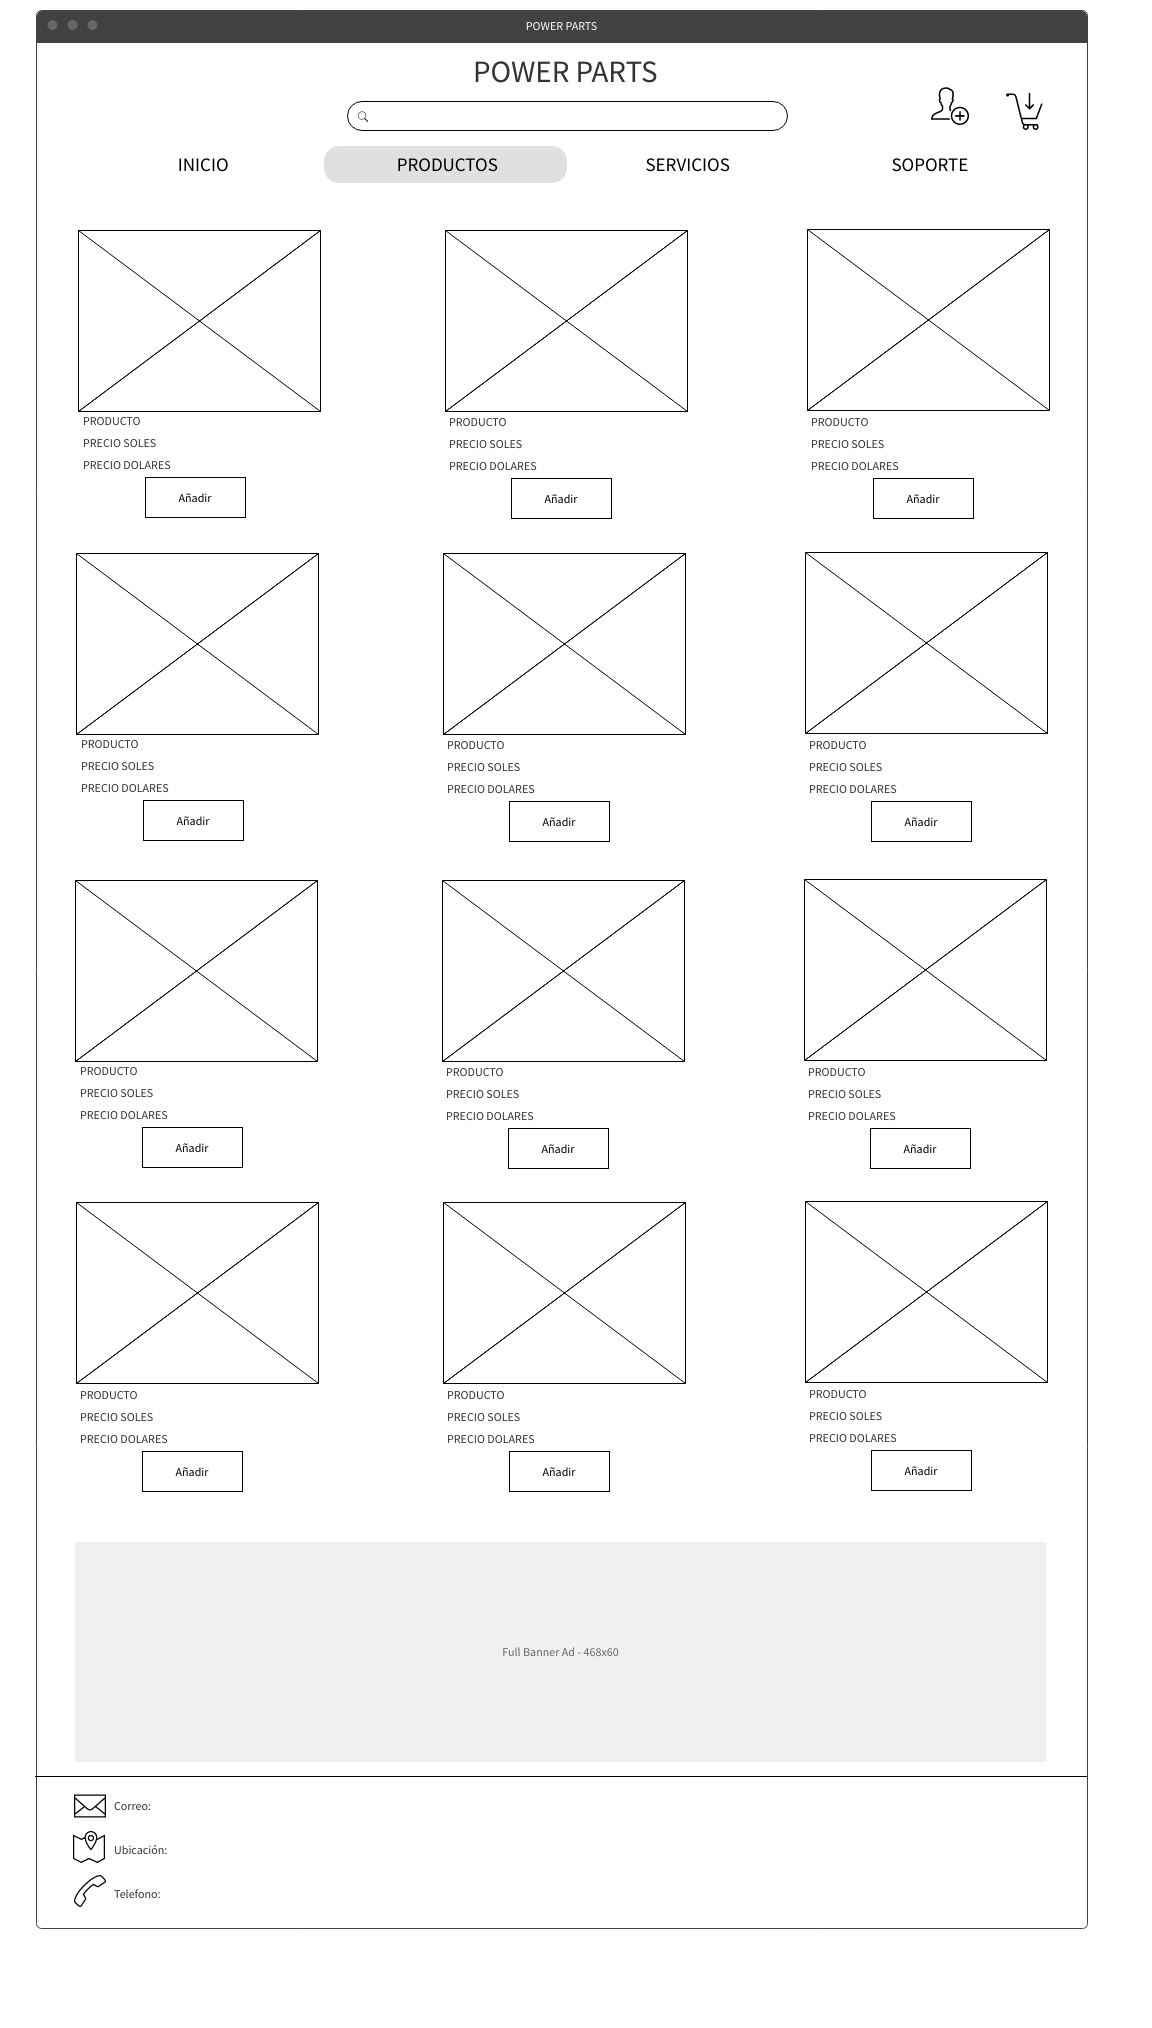 POWER PARTS
POWER PARTS
INICIO PRODUCTOS SERVICIOS SOPORTE
PRODUCTO PRODUCTO PRODUCTO
PRECIO SOLES PRECIO SOLES PRECIO SOLES
PRECIO DOLARES PRECIO DOLARES PRECIO DOLARES
Añadir Añadir Añadir
PRODUCTO PRODUCTO PRODUCTO
PRECIO SOLES PRECIO SOLES PRECIO SOLES
PRECIO DOLARES PRECIO DOLARES PRECIO DOLARES
Añadir Añadir Añadir
PRODUCTO PRODUCTO PRODUCTO
PRECIO SOLES PRECIO SOLES PRECIO SOLES
PRECIO DOLARES PRECIO DOLARES PRECIO DOLARES
Añadir Añadir Añadir
PRODUCTO PRODUCTO PRODUCTO
PRECIO SOLES PRECIO SOLES PRECIO SOLES
PRECIO DOLARES PRECIO DOLARES PRECIO DOLARES
Añadir Añadir Añadir
Full Banner Ad - 468x60
Correo:
Ubicación:
Telefono: